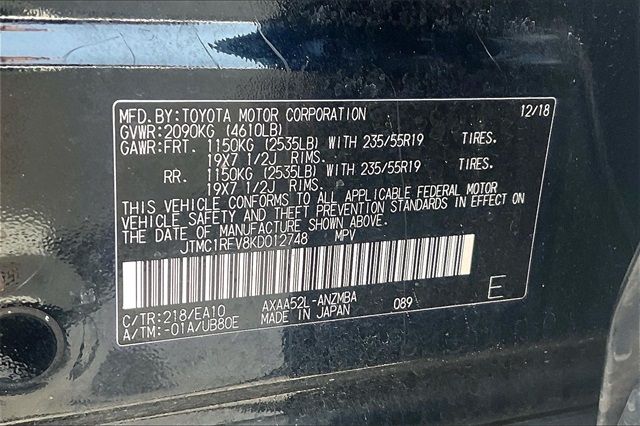 MFD.BY:TOYOTA MOTOR CORPORATION 12/18
GVWR:2090KG (4610LB)
GAWR:FRT. 1150KG (2535LB) WITH 235/55R19 TIRES.
19X7 1/2J RIMS.
RR. 1150KG (2535LB) WITH 235/55R19 TIRES.
19X7 1/2J RIMS.
THIS VEHICLE CONFORMS TO ALL APPLICABLE FEDERAL MOTOR
VEHICLE SAFETY AND THEFT PREVENTION STANDARDS IN EFFECT ON
THE DATE OF MANUFACTURE SHOWN ABOVE.
JTMC1RFV8KD012748 MPV
C/TR:218/EA10 AXAA52L-ANZMBA 089 E
A/TM:-01A/UB80E MADE IN JAPAN